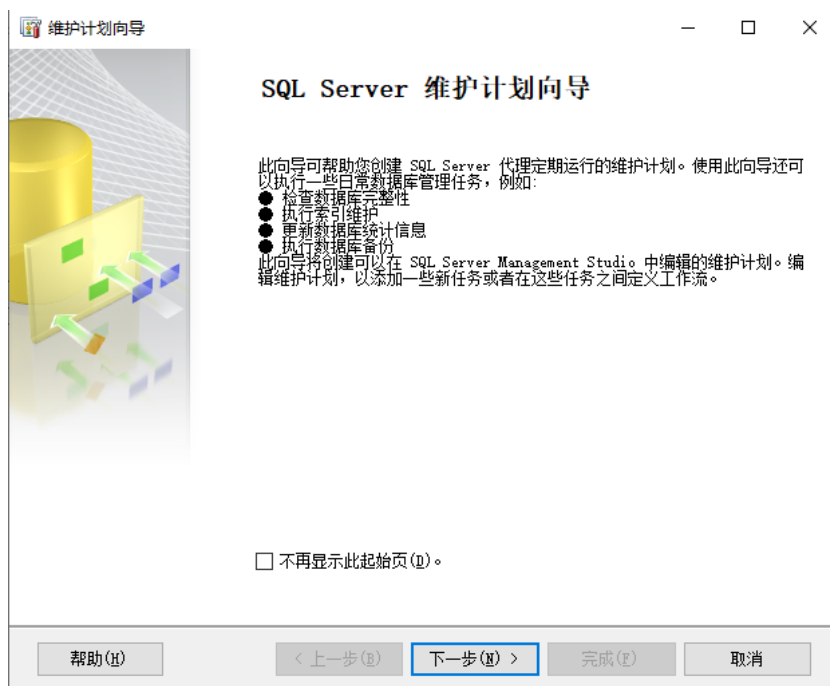 维护计划向导
SQL Server 维护计划向导
此向导可帮助您创建 SQL Server 代理定期运行的维护计划。使用此向导还可
以执行一些日常数据库管理任务，例如:
● 检查数据库完整性
● 执行索引维护
● 更新数据库统计信息
● 执行数据库备份
此向导将创建可以在 SQL Server Management Studio 中编辑的维护计划。编
辑维护计划，以添加一些新任务或者在这些任务之间定义工作流。
不再显示此起始页(D)。
帮助(H) < 上一步(B) 下一步(N) > 完成(F) 取消